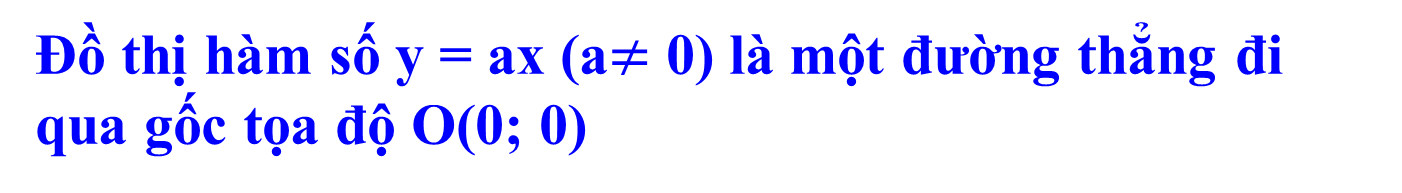 Đồ thị hàm số y = ax (a≠ 0) là một đường thẳng đi
qua gốc tọa độ O(0; 0)